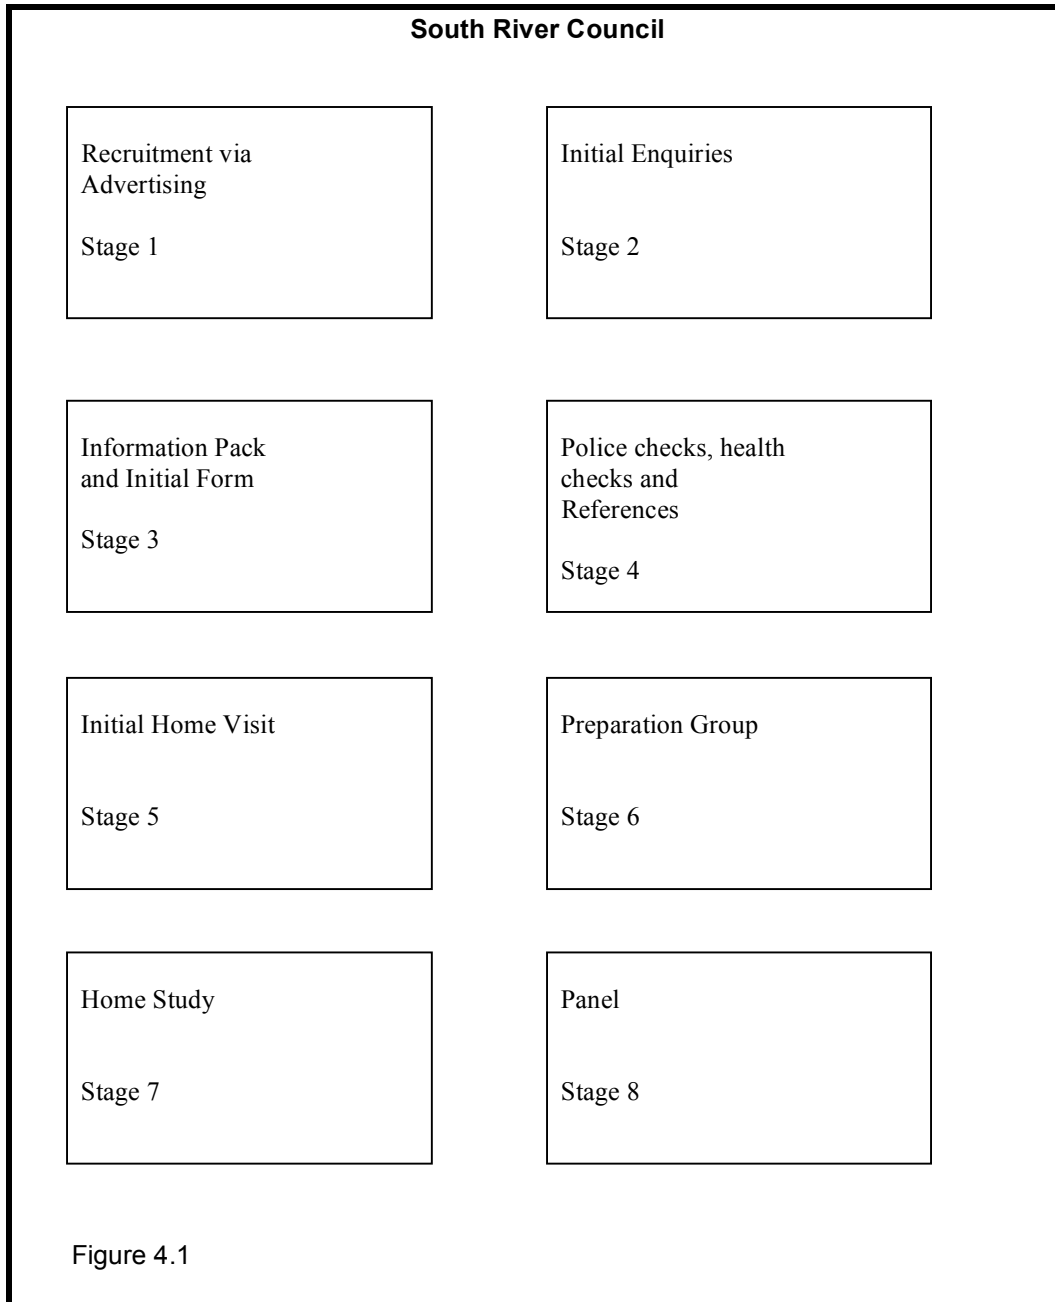 South River Council
Recruitment via
Advertising
Stage 1
Initial Enquiries
Stage 2
Information Pack
and Initial Form
Stage 3
Police checks, health
checks and
References
Stage 4
Initial Home Visit
Stage 5
Preparation Group
Stage 6
Home Study
Stage 7
Panel
Stage 8
Figure 4.1